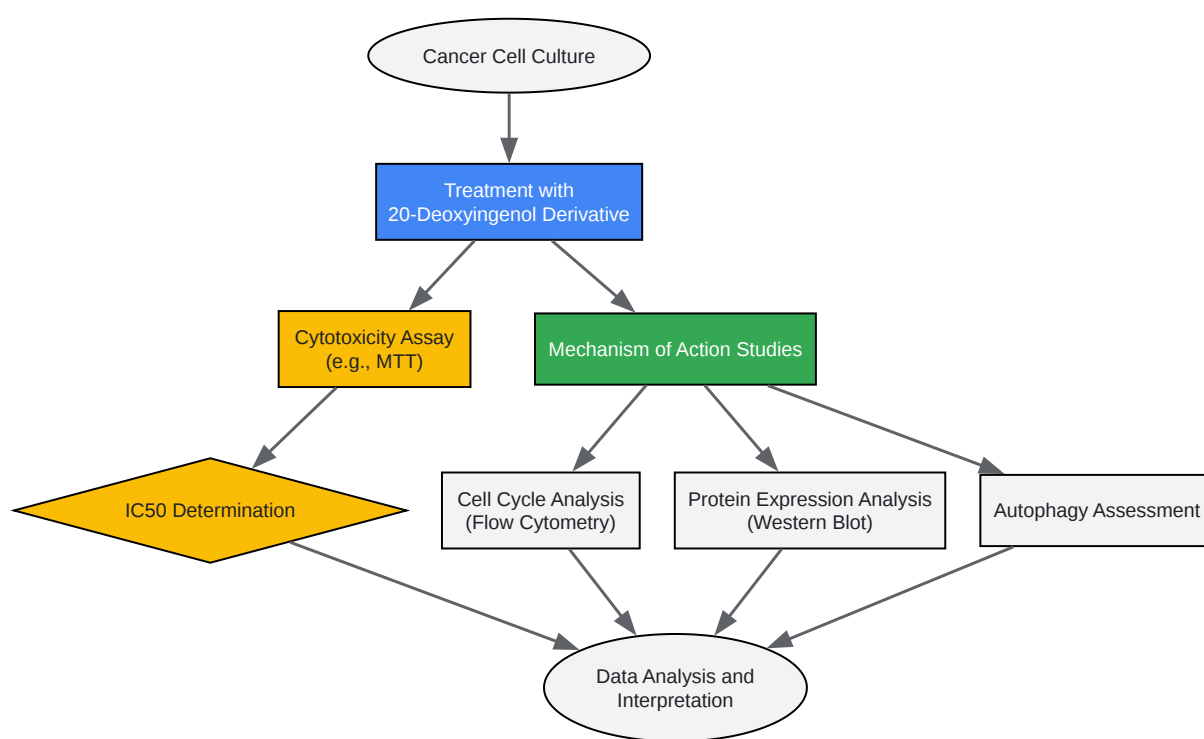 Cancer Cell Culture
Treatment with
20-Deoxyingenol Derivative
Cytotoxicity Assay
(e.g., MTT)
Mechanism of Action Studies
IC50 Determination
Cell Cycle Analysis
(Flow Cytometry)
Protein Expression Analysis
(Western Blot)
Autophagy Assessment
Data Analysis and
Interpretation